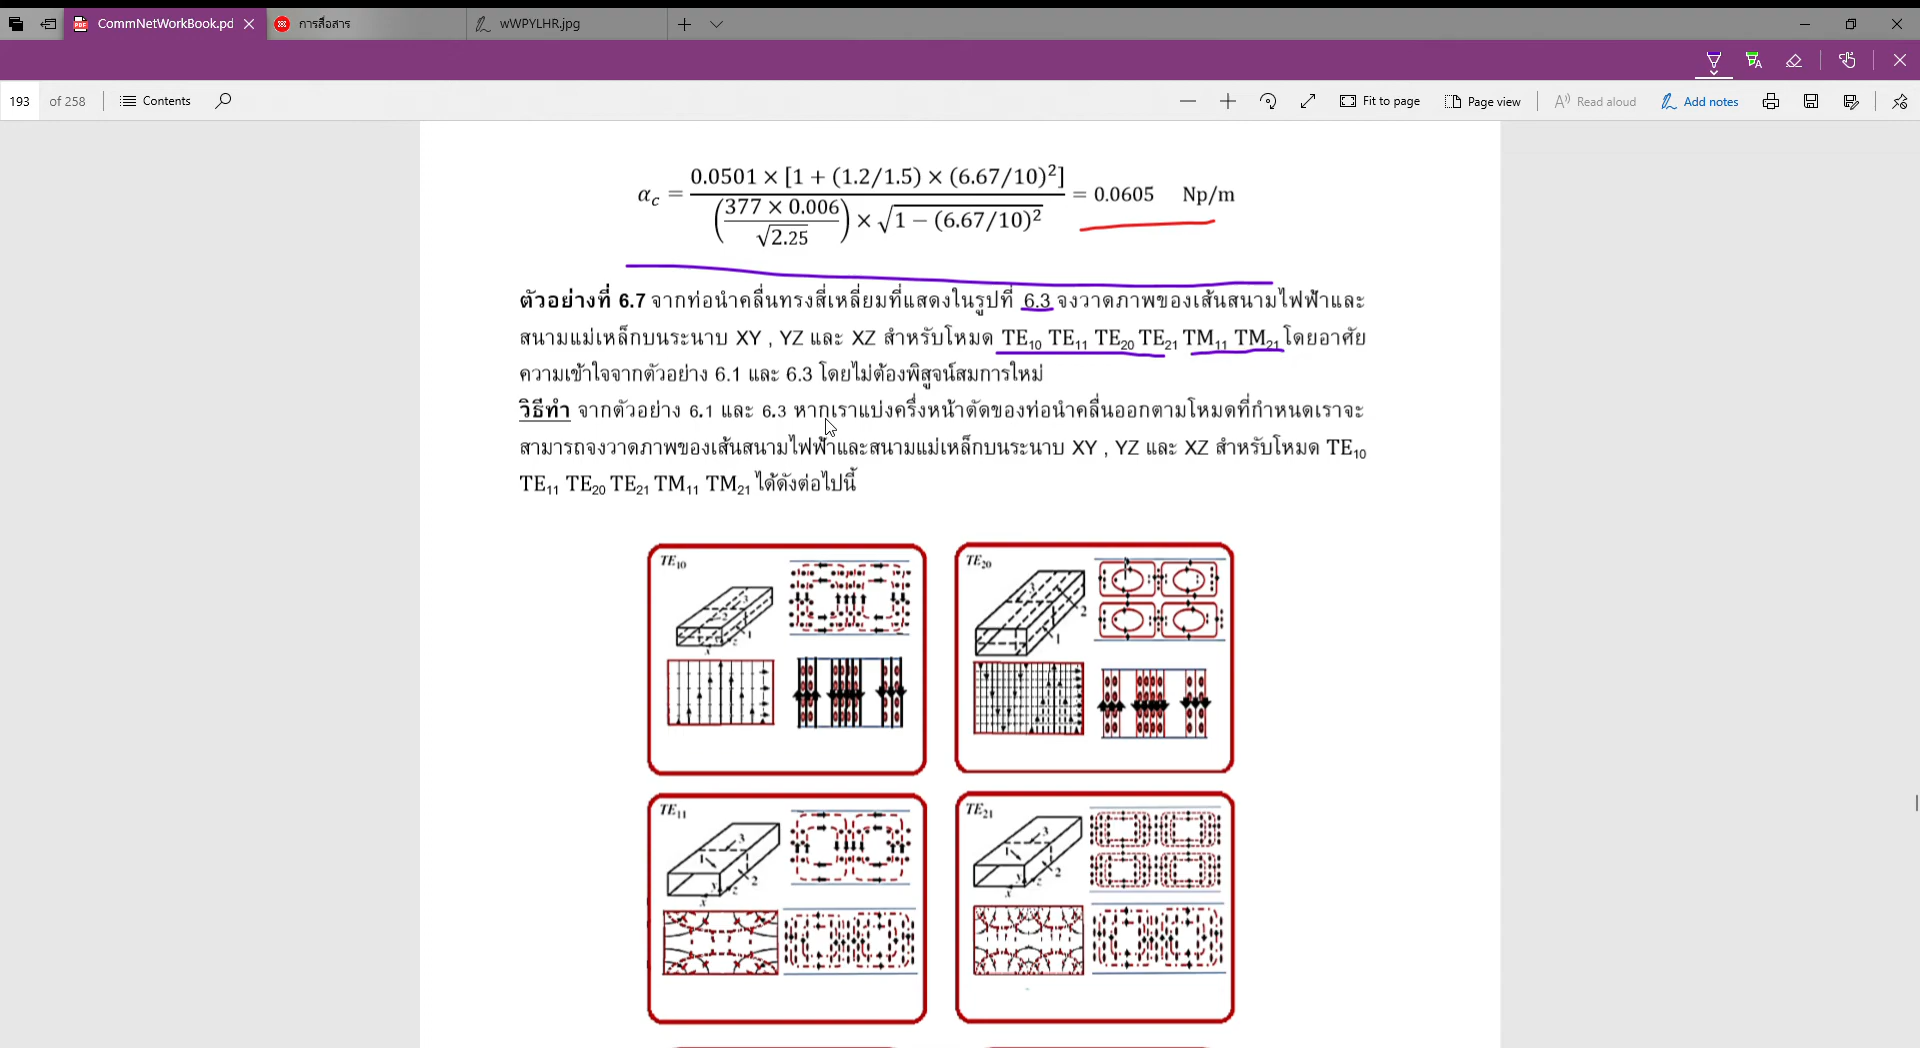 CommNetWorkBook.pd
การสื่อสาร
wWPYLHR.jpg
193 of 258 Contents Fit to page Page view Read aloud Add notes
α_c = 0.0501 × [1 + (1.2/1.5) × (6.67/10)²] / (377 × 0.006 / √2.25) × √1 − (6.67/10)² = 0.0605 Np/m
ตัวอย่างที่ 6.7 จากท่อนำคลื่นทรงสี่เหลี่ยมที่แสดงในรูปที่ 6.3 จงวาดภาพของเส้นสนามไฟฟ้าและ
สนามแม่เหล็กบนระนาบ XY , YZ และ XZ สำหรับโหมด TE₁₀ TE₁₁ TE₂₀ TE₂₁ TM₁₁ TM₂₁ โดยอาศัย
ความเข้าใจจากตัวอย่าง 6.1 และ 6.3 โดยไม่ต้องพิสูจน์สมการใหม่
วิธีทำ จากตัวอย่าง 6.1 และ 6.3 หากเราแบ่งครึ่งหน้าตัดของท่อนำคลื่นออกตามโหมดที่กำหนดเราจะ
สามารถจงวาดภาพของเส้นสนามไฟฟ้าและสนามแม่เหล็กบนระนาบ XY , YZ และ XZ สำหรับโหมด TE₁₀
TE₁₁ TE₂₀ TE₂₁ TM₁₁ TM₂₁ ได้ดังต่อไปนี้
TE₁₀
3
2
1
x
z
TE₂₀
3
2
1
TE₁₁
3
1
2
y
z
x
TE₂₁
3
1
2
z
x